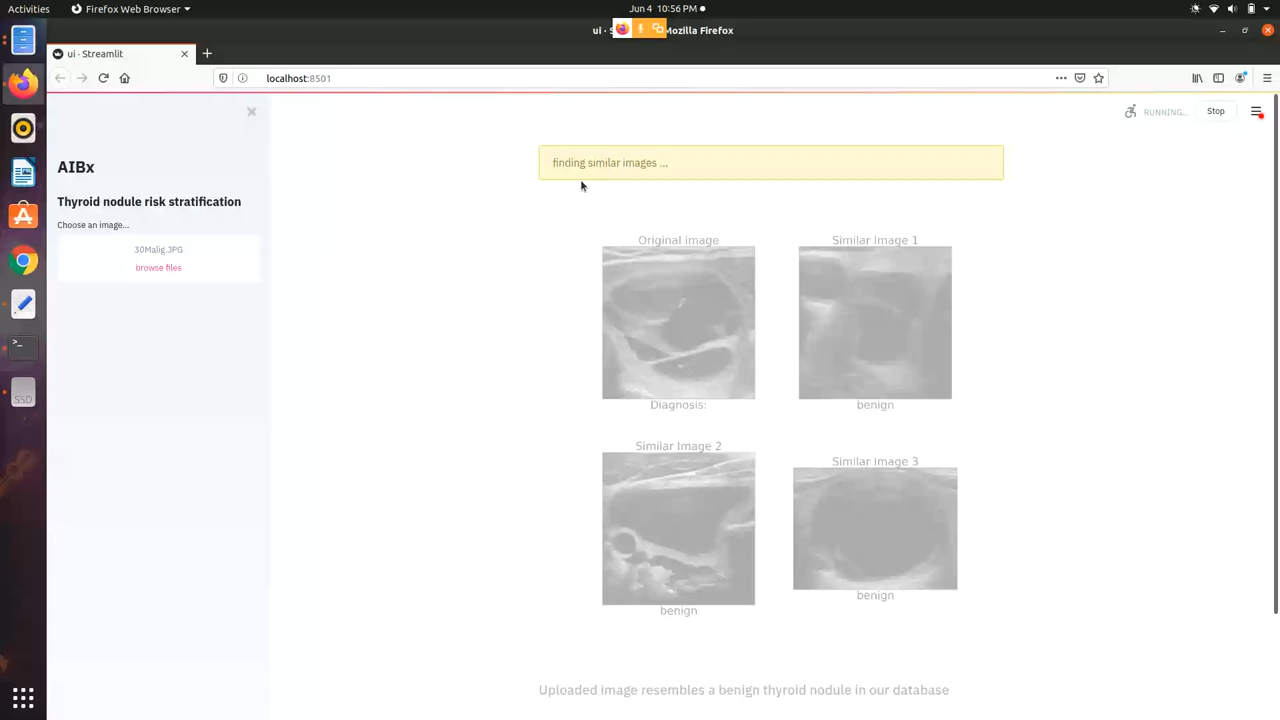 Activities
Firefox Web Browser
Jun 4 10:56 PM
Mozilla Firefox
ui · Streamlit
localhost:8501
RUNNING...
Stop
AIBx
Thyroid nodule risk stratification
Choose an image...
30Malig.JPG
browse files
finding similar images ...
Original image
Similar Image 1
Diagnosis:
benign
Similar Image 2
Similar Image 3
benign
benign
Uploaded image resembles a benign thyroid nodule in our database
SSD